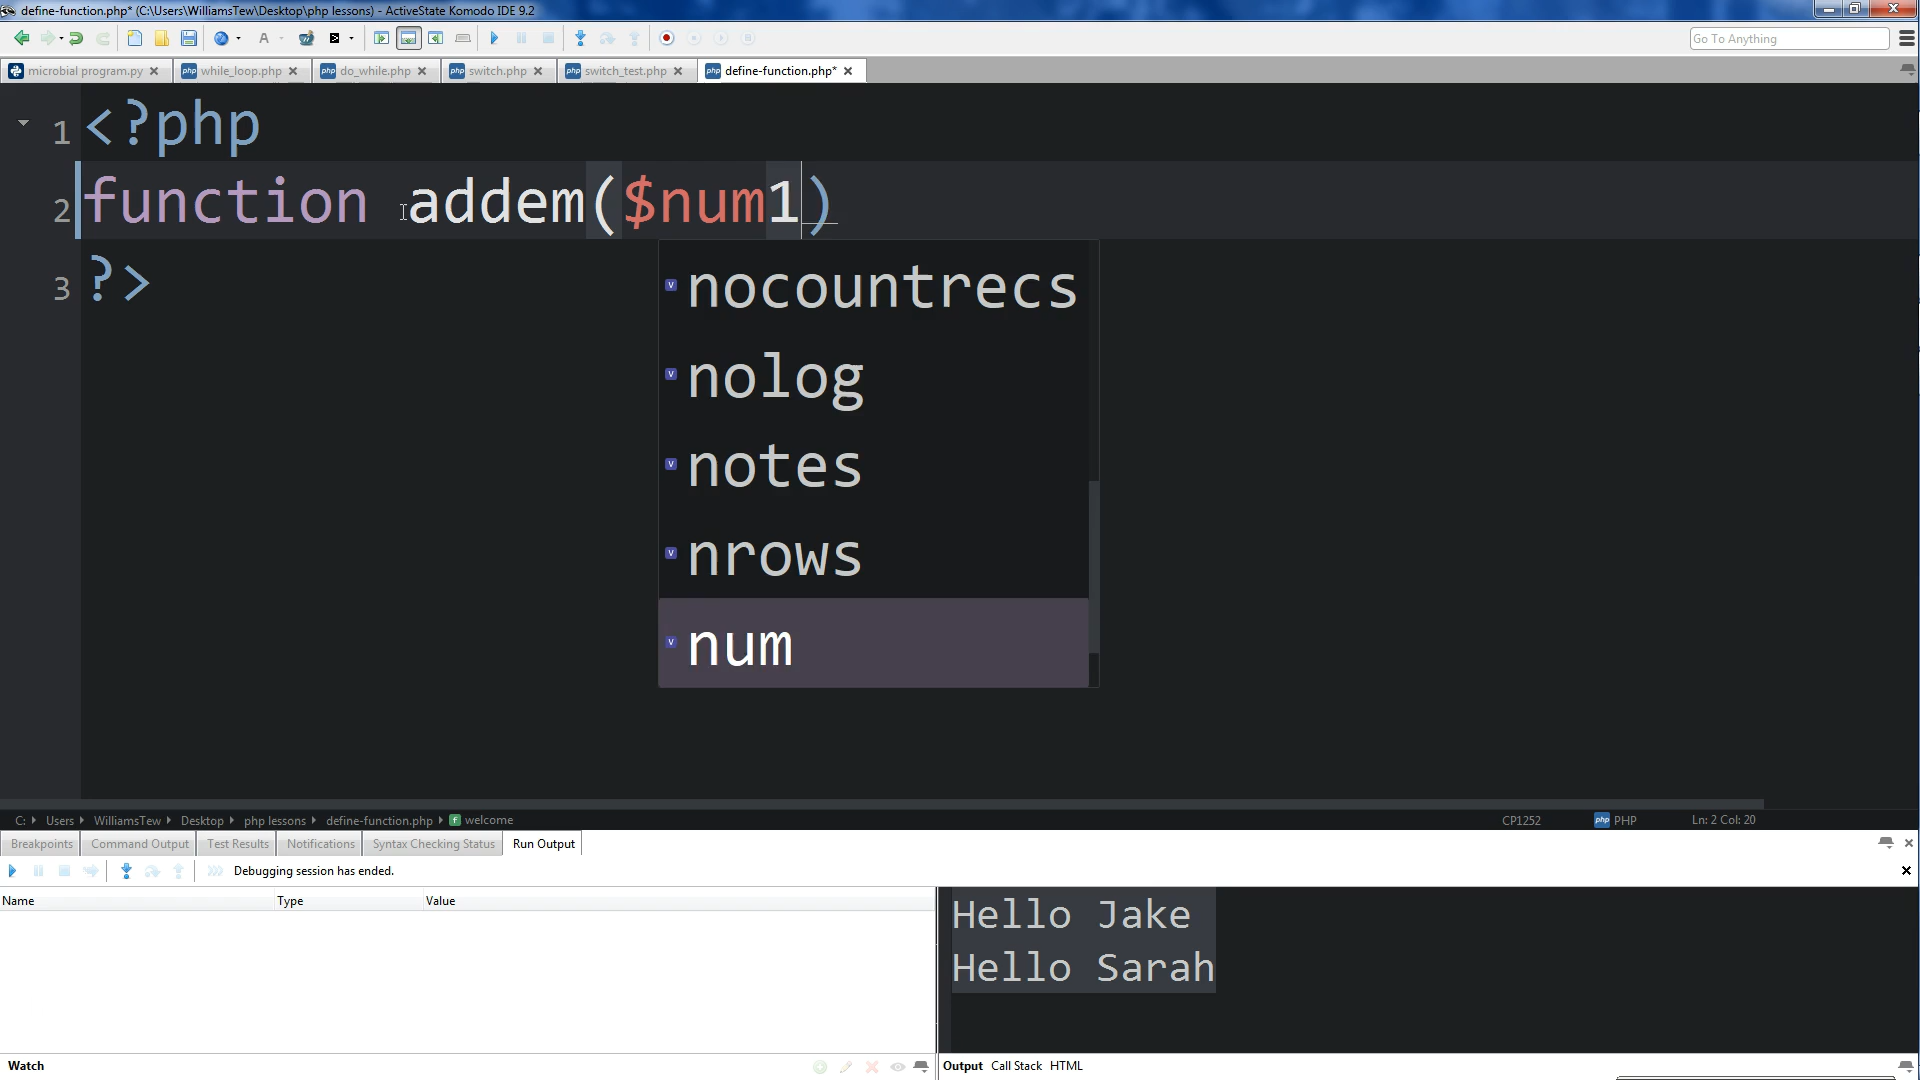 define-function.php* (C:\Users\WilliamsTew\Desktop\php lessons) - ActiveState Komodo IDE 9.2
Go To Anything
microbial program.py while_loop.php do_while.php switch.php switch_test.php define-function.php*
1 <?php
2 function addem($num1)
3 ?>
nocountrecs
nolog
notes
nrows
num
C: Users WilliamsTew Desktop php lessons define-function.php welcome CP1252 PHP Ln: 2 Col: 20
Breakpoints Command Output Test Results Notifications Syntax Checking Status Run Output
Debugging session has ended.
Name Type Value
Hello Jake
Hello Sarah
Watch Output Call Stack HTML